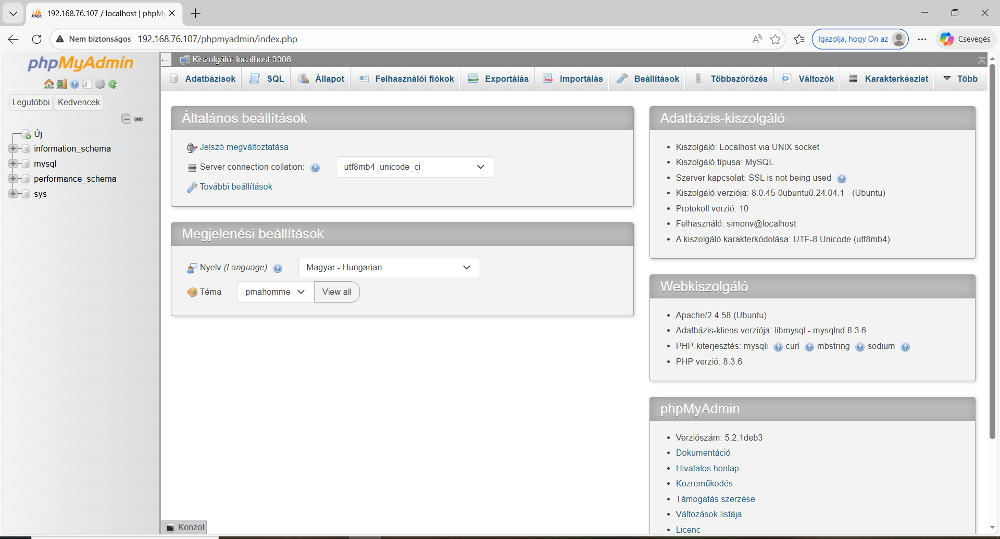 192.168.76.107 / localhost | phpMy
Nem biztonságos 192.168.76.107/phpmyadmin/index.php
Igazolja, hogy Ön az
Csevegés
phpMyAdmin
Legutóbbi Kedvencek
Új
information_schema
mysql
performance_schema
sys
Kiszolgáló: localhost:3306
Adatbázisok SQL Állapot Felhasználói fiókok Exportálás Importálás Beállítások Többszörözés Változók Karakterkészlet Több
Általános beállítások
Jelszó megváltoztatása
Server connection collation: utf8mb4_unicode_ci
További beállítások
Megjelenési beállítások
Nyelv (Language) Magyar - Hungarian
Téma pmahomme View all
Adatbázis-kiszolgáló
Kiszolgáló: Localhost via UNIX socket
Kiszolgáló típusa: MySQL
Szerver kapcsolat: SSL is not being used
Kiszolgáló verziója: 8.0.45-0ubuntu0.24.04.1 - (Ubuntu)
Protokoll verzió: 10
Felhasználó: simonv@localhost
A kiszolgáló karakterkódolása: UTF-8 Unicode (utf8mb4)
Webkiszolgáló
Apache/2.4.58 (Ubuntu)
Adatbázis-kliens verziója: libmysql - mysqlnd 8.3.6
PHP-kiterjesztés: mysqli curl mbstring sodium
PHP verzió: 8.3.6
phpMyAdmin
Verziószám: 5.2.1deb3
Dokumentáció
Hivatalos honlap
Közreműködés
Támogatás szerzése
Változások listája
Licenc
Konzol